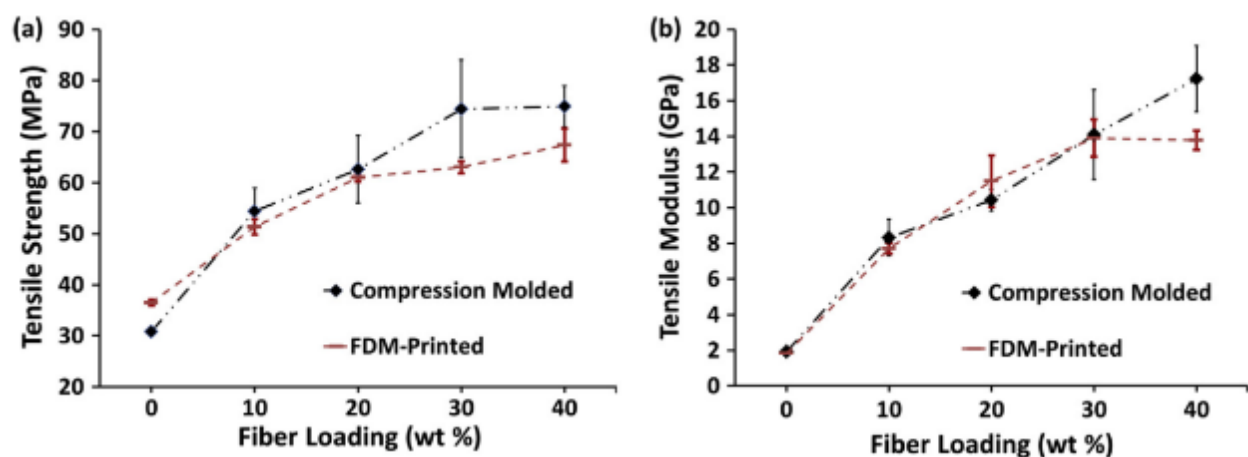 (a)
Tensile Strength (MPa)
90
80
70
60
50
40
30
20
0 10 20 30 40
Fiber Loading (wt %)
Compression Molded
FDM-Printed
(b)
Tensile Modulus (GPa)
20
18
16
14
12
10
8
6
4
2
0
0 10 20 30 40
Fiber Loading (wt %)
Compression Molded
FDM-Printed